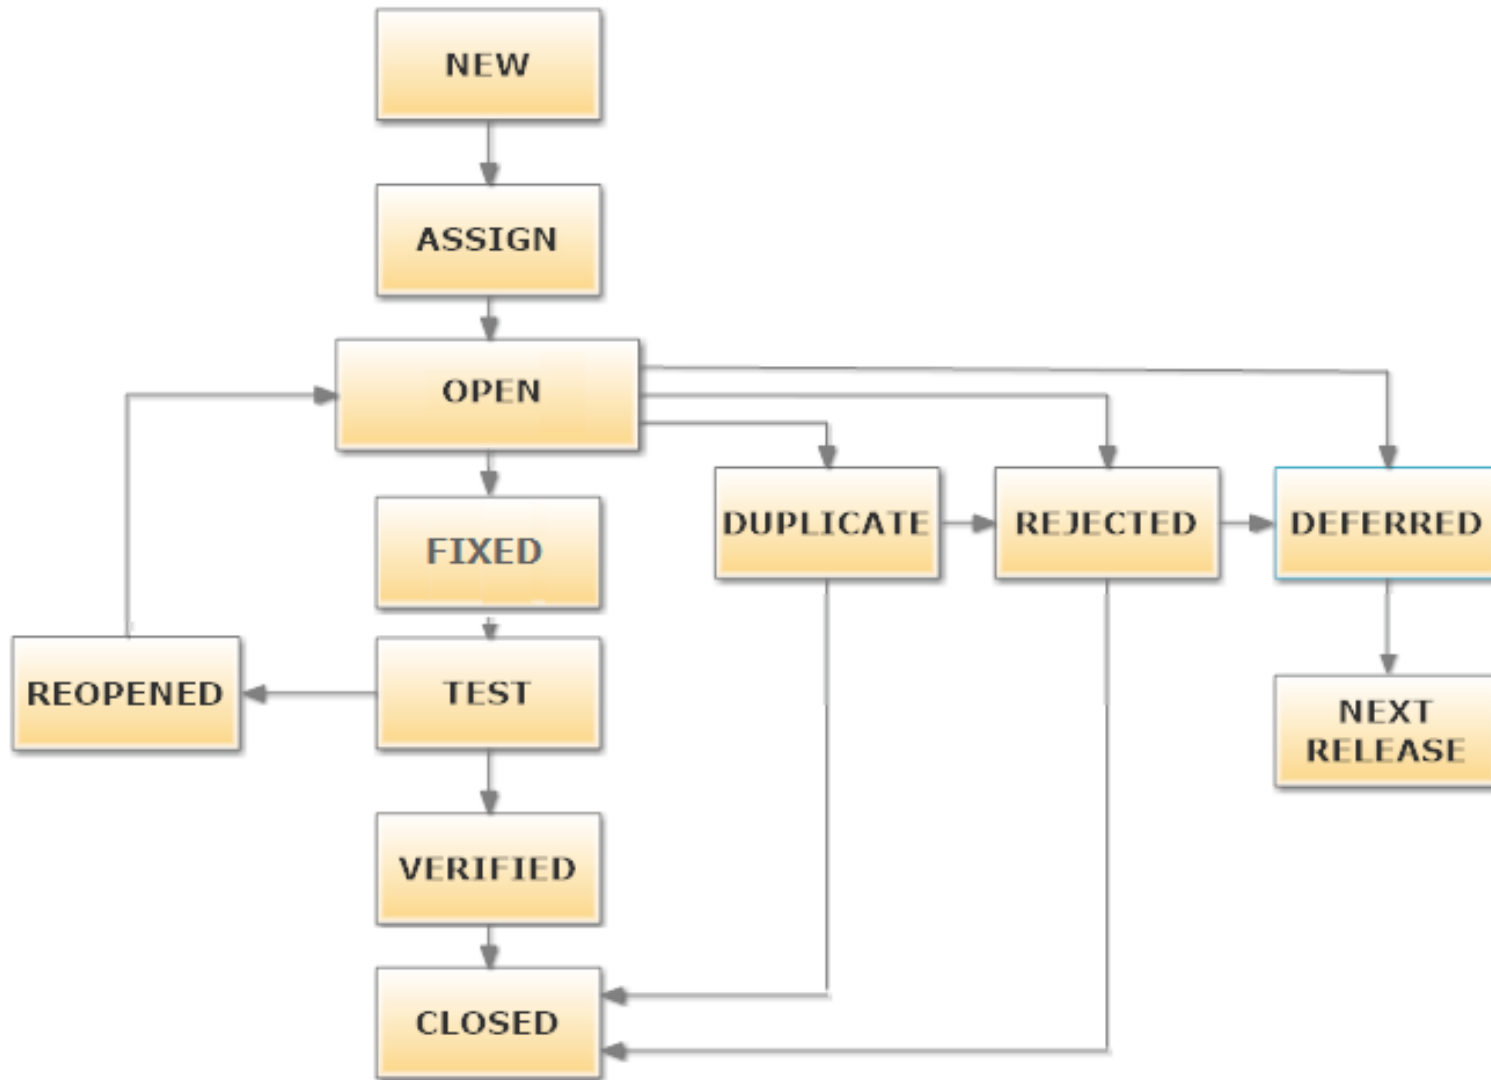 NEW
ASSIGN
OPEN
DUPLICATE
REJECTED
DEFERRED
FIXED
REOPENED
TEST
NEXT
RELEASE
VERIFIED
CLOSED